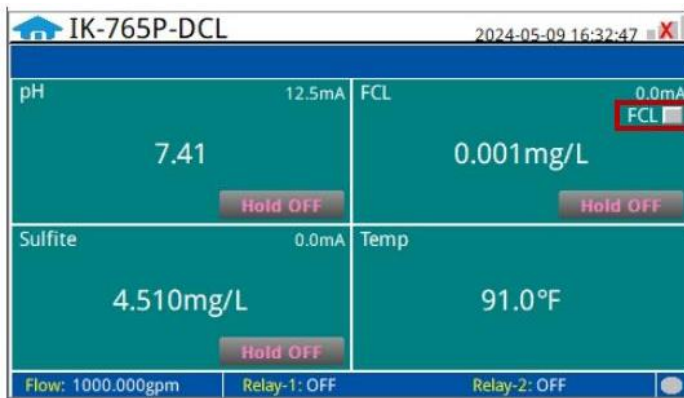 IK-765P-DCL
2024-05-09 16:32:47
X
pH 12.5mA
7.41
Hold OFF
FCL 0.0mA
FCL
0.001mg/L
Hold OFF
Sulfite 0.0mA
4.510mg/L
Hold OFF
Temp
91.0°F
Flow: 1000.000gpm Relay-1: OFF Relay-2: OFF